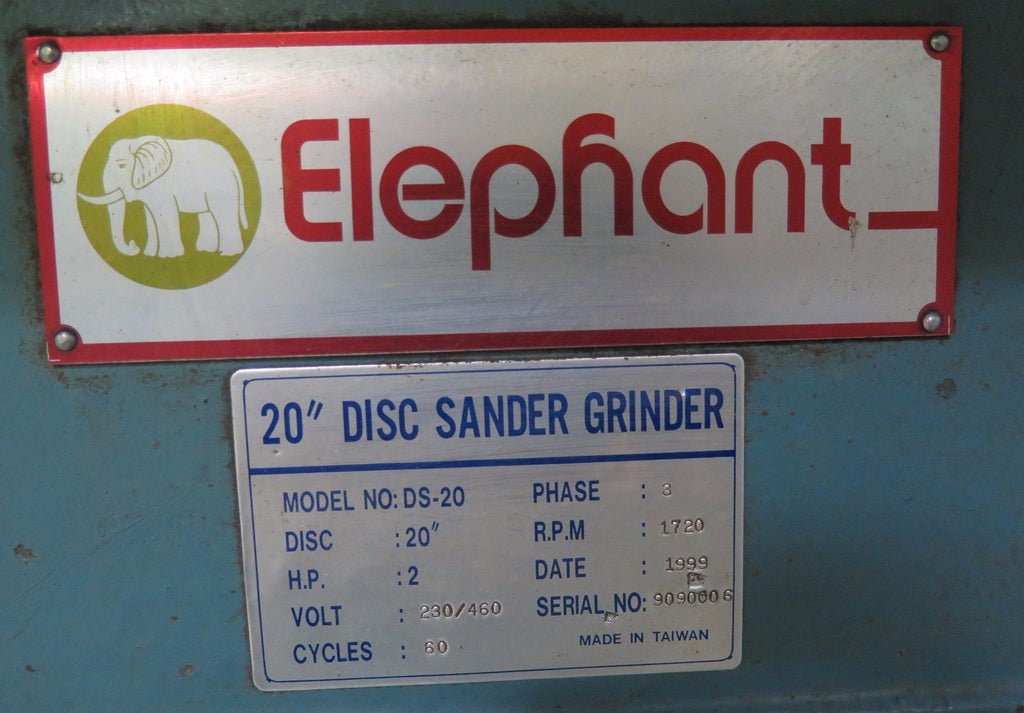 Elephant
20" DISC SANDER GRINDER
MODEL NO: DS-20
DISC : 20"
H.P. : 2
VOLT : 230/460
CYCLES : 60
PHASE : 3
R.P.M : 1720
DATE : 1999
SERIAL NO: 9090006
MADE IN TAIWAN